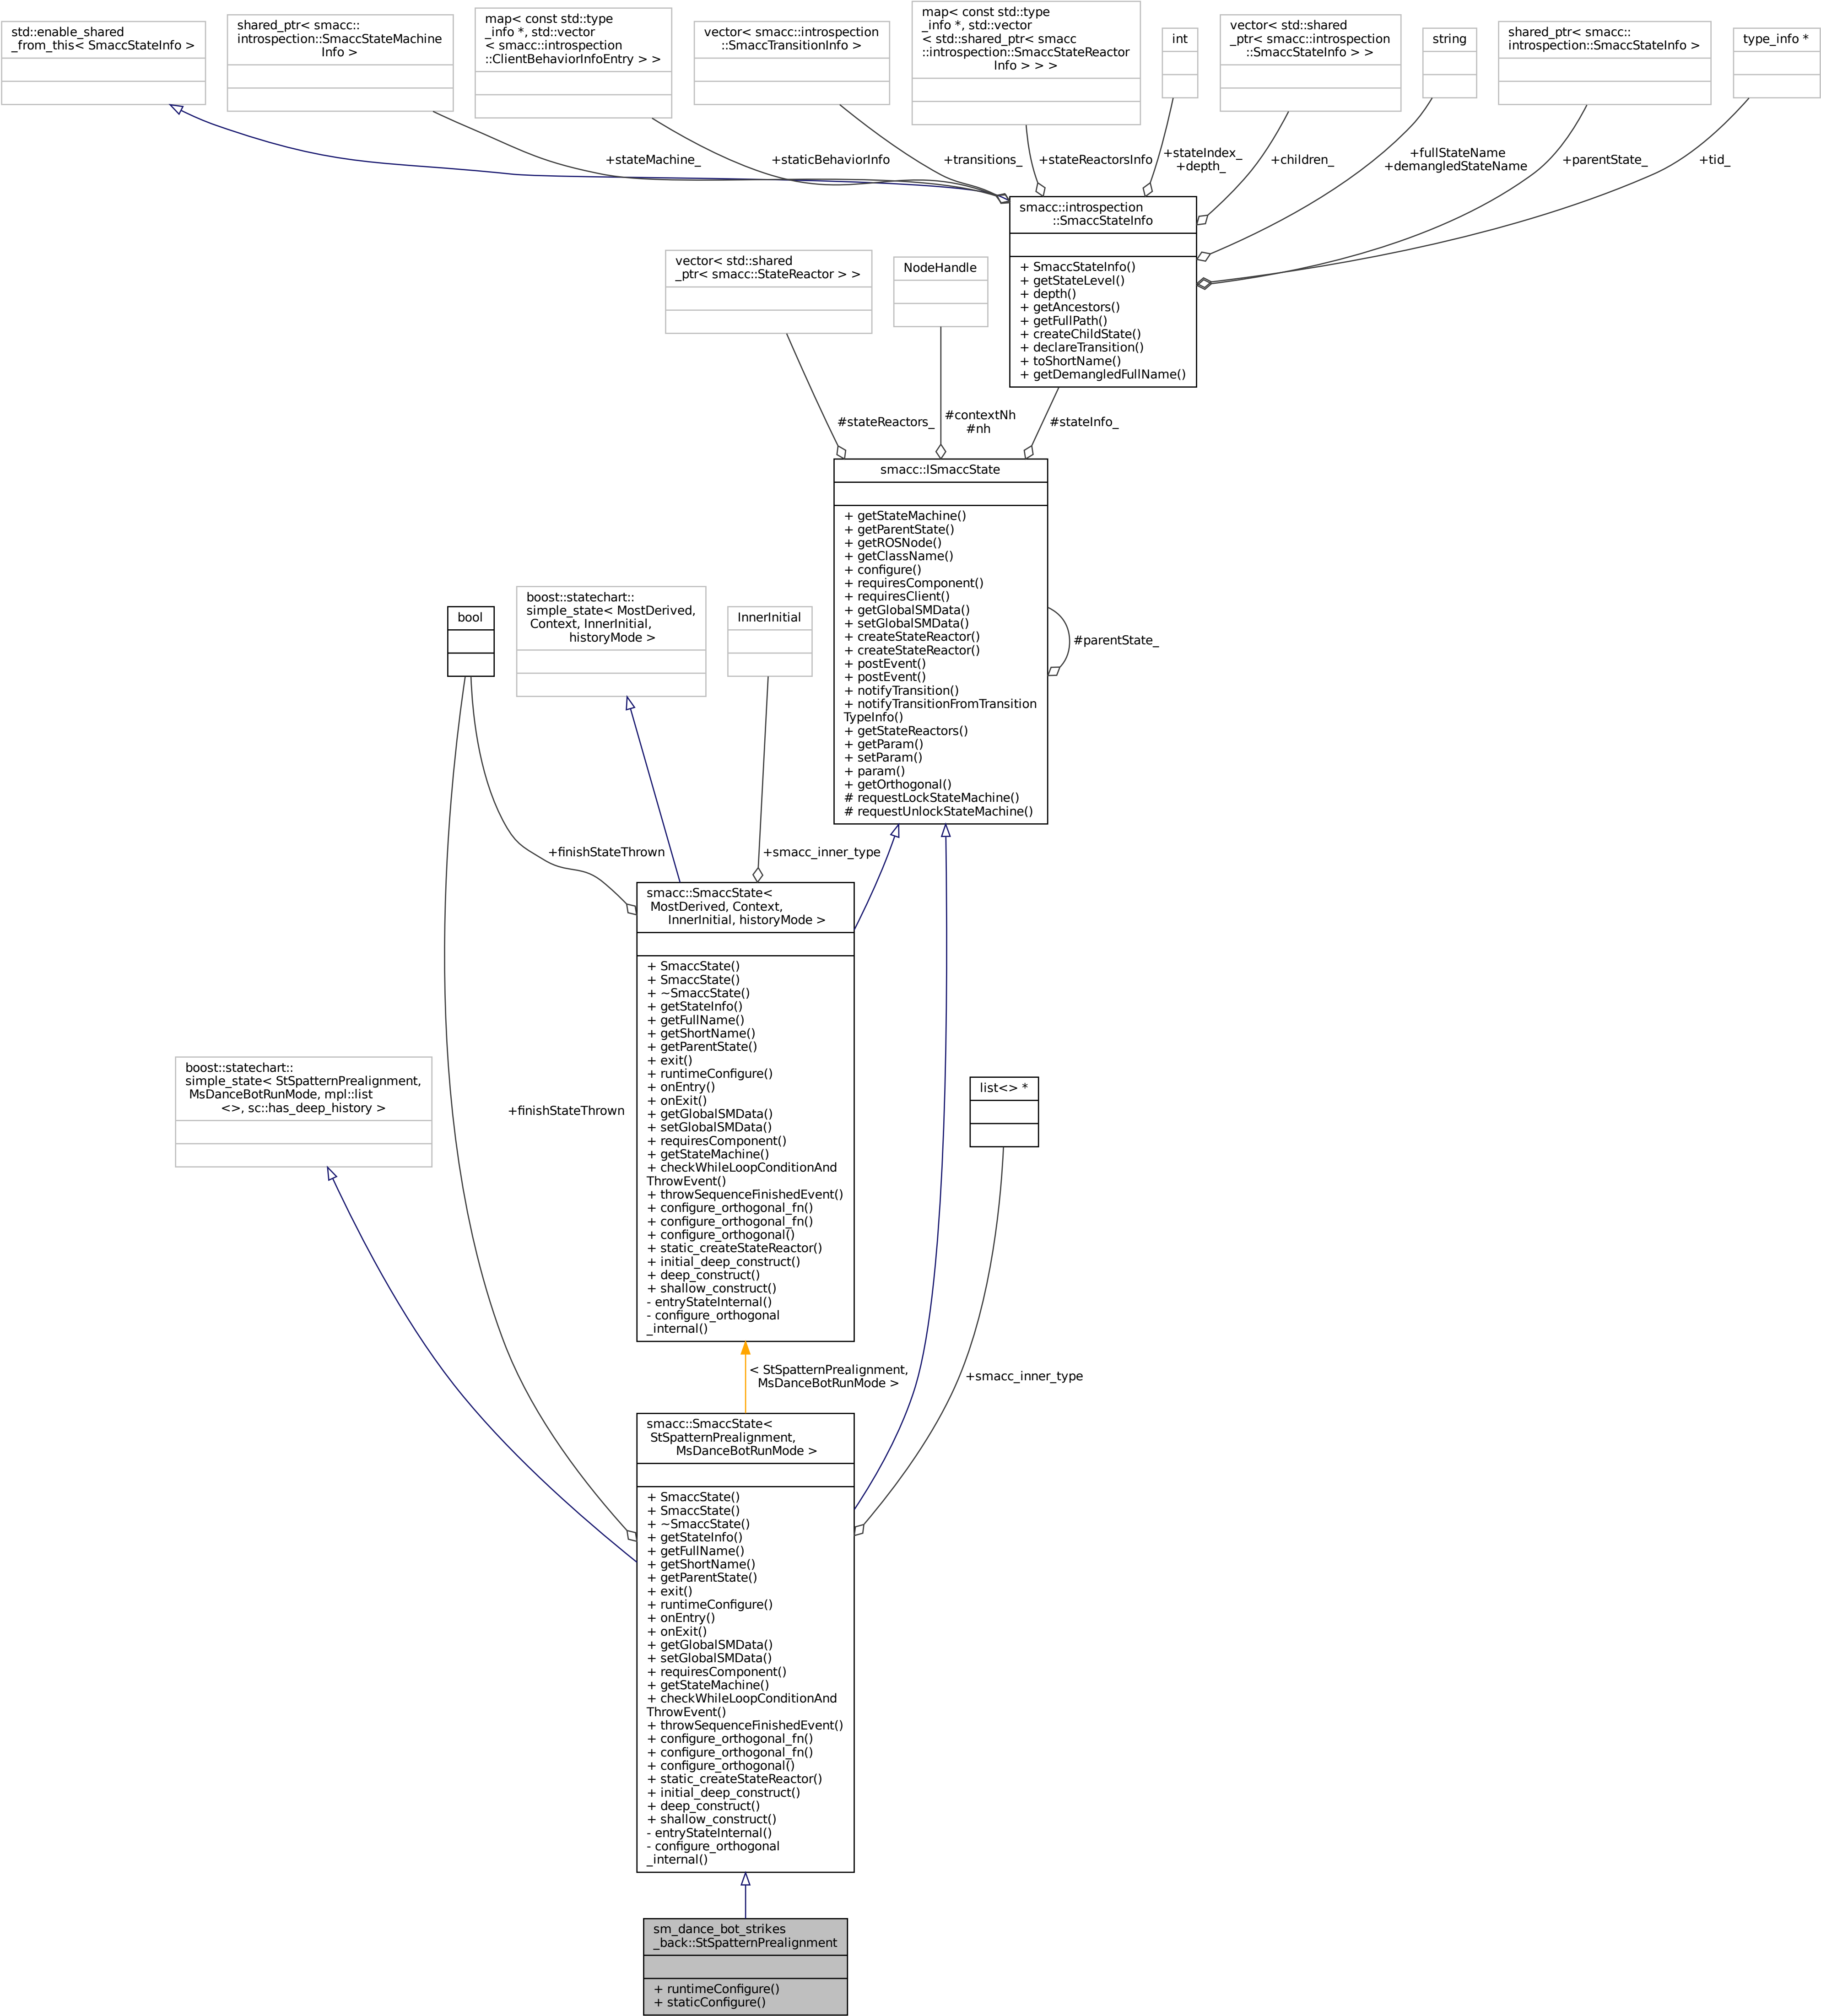 std::enable_shared
_from_this< SmaccStateInfo >
shared_ptr< smacc::
introspection::SmaccStateMachine
Info >
map< const std::type
_info *, std::vector
< smacc::introspection
::ClientBehaviorInfoEntry > >
vector< smacc::introspection
::SmaccTransitionInfo >
map< const std::type
_info *, std::vector
< std::shared_ptr< smacc
::introspection::SmaccStateReactor
Info > > >
int
vector< std::shared
_ptr< smacc::introspection
::SmaccStateInfo > >
string
shared_ptr< smacc::
introspection::SmaccStateInfo >
type_info *
+stateMachine_
+staticBehaviorInfo
+transitions_
+stateReactorsInfo
+stateIndex_
+depth_
+children_
+fullStateName
+demangledStateName
+parentState_
+tid_
smacc::introspection
::SmaccStateInfo
+ SmaccStateInfo()
+ getStateLevel()
+ depth()
+ getAncestors()
+ getFullPath()
+ createChildState()
+ declareTransition()
+ toShortName()
+ getDemangledFullName()
vector< std::shared
_ptr< smacc::StateReactor > >
NodeHandle
#stateReactors_
#contextNh
#nh
#stateInfo_
smacc::ISmaccState
+ getStateMachine()
+ getParentState()
+ getROSNode()
+ getClassName()
+ configure()
+ requiresComponent()
+ requiresClient()
+ getGlobalSMData()
+ setGlobalSMData()
+ createStateReactor()
+ createStateReactor()
+ postEvent()
+ postEvent()
+ notifyTransition()
+ notifyTransitionFromTransition
TypeInfo()
+ getStateReactors()
+ getParam()
+ setParam()
+ param()
+ getOrthogonal()
# requestLockStateMachine()
# requestUnlockStateMachine()
#parentState_
bool
boost::statechart::
simple_state< MostDerived,
Context, InnerInitial,
historyMode >
InnerInitial
+finishStateThrown
+smacc_inner_type
smacc::SmaccState<
MostDerived, Context,
InnerInitial, historyMode >
+ SmaccState()
+ SmaccState()
+ ~SmaccState()
+ getStateInfo()
+ getFullName()
+ getShortName()
+ getParentState()
+ exit()
+ runtimeConfigure()
+ onEntry()
+ onExit()
+ getGlobalSMData()
+ setGlobalSMData()
+ requiresComponent()
+ getStateMachine()
+ checkWhileLoopConditionAnd
ThrowEvent()
+ throwSequenceFinishedEvent()
+ configure_orthogonal_fn()
+ configure_orthogonal_fn()
+ configure_orthogonal()
+ static_createStateReactor()
+ initial_deep_construct()
+ deep_construct()
+ shallow_construct()
- entryStateInternal()
- configure_orthogonal
_internal()
boost::statechart::
simple_state< StSpatternPrealignment,
MsDanceBotRunMode, mpl::list
<>, sc::has_deep_history >
+finishStateThrown
list<> *
< StSpatternPrealignment,
MsDanceBotRunMode >
+smacc_inner_type
smacc::SmaccState<
StSpatternPrealignment,
MsDanceBotRunMode >
+ SmaccState()
+ SmaccState()
+ ~SmaccState()
+ getStateInfo()
+ getFullName()
+ getShortName()
+ getParentState()
+ exit()
+ runtimeConfigure()
+ onEntry()
+ onExit()
+ getGlobalSMData()
+ setGlobalSMData()
+ requiresComponent()
+ getStateMachine()
+ checkWhileLoopConditionAnd
ThrowEvent()
+ throwSequenceFinishedEvent()
+ configure_orthogonal_fn()
+ configure_orthogonal_fn()
+ configure_orthogonal()
+ static_createStateReactor()
+ initial_deep_construct()
+ deep_construct()
+ shallow_construct()
- entryStateInternal()
- configure_orthogonal
_internal()
sm_dance_bot_strikes
_back::StSpatternPrealignment
+ runtimeConfigure()
+ staticConfigure()